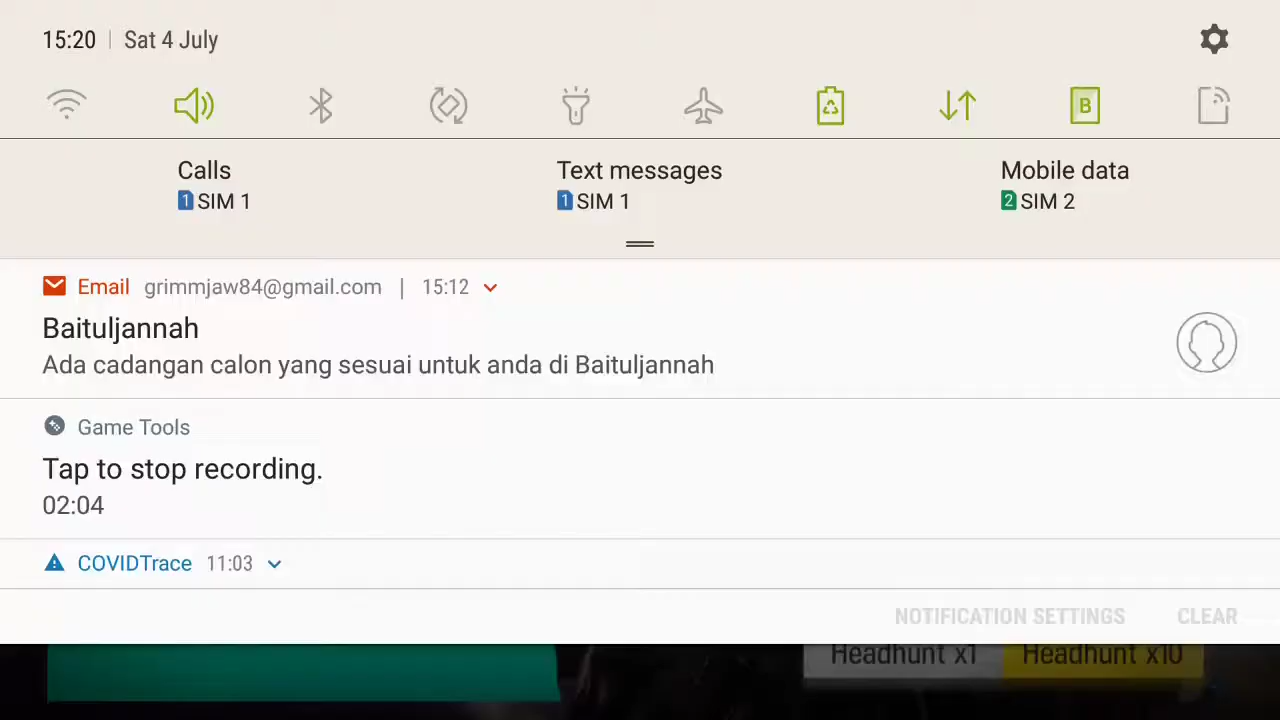 15:20 | Sat 4 July
B
Calls
Text messages
Mobile data
1 SIM 1
1 SIM 1
2 SIM 2
Email grimmjaw84@gmail.com | 15:12
Baituljannah
Ada cadangan calon yang sesuai untuk anda di Baituljannah
Game Tools
Tap to stop recording.
02:04
COVIDTrace 11:03
NOTIFICATION SETTINGS CLEAR
Headhunt x1 Headhunt x10